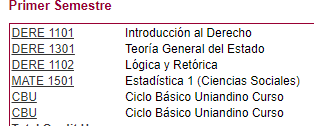 Primer Semestre
DERE 1101 Introducción al Derecho
DERE 1301 Teoría General del Estado
DERE 1102 Lógica y Retórica
MATE 1501 Estadística 1 (Ciencias Sociales)
CBU Ciclo Básico Uniandino Curso
CBU Ciclo Básico Uniandino Curso